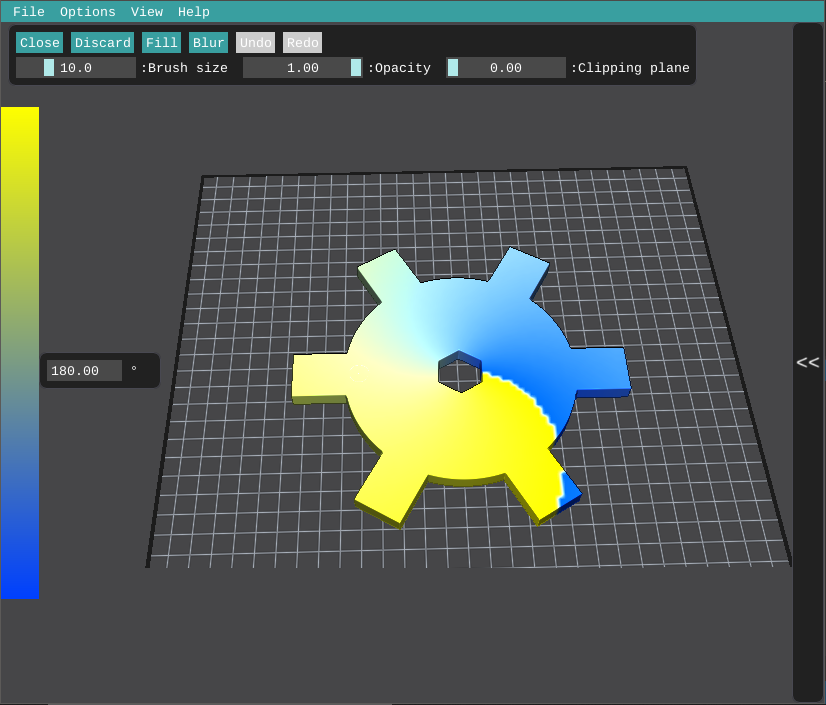 File Options View Help
Close Discard Fill Blur Undo Redo
10.0 :Brush size 1.00 :Opacity 0.00 :Clipping plane
180.00 °
<<